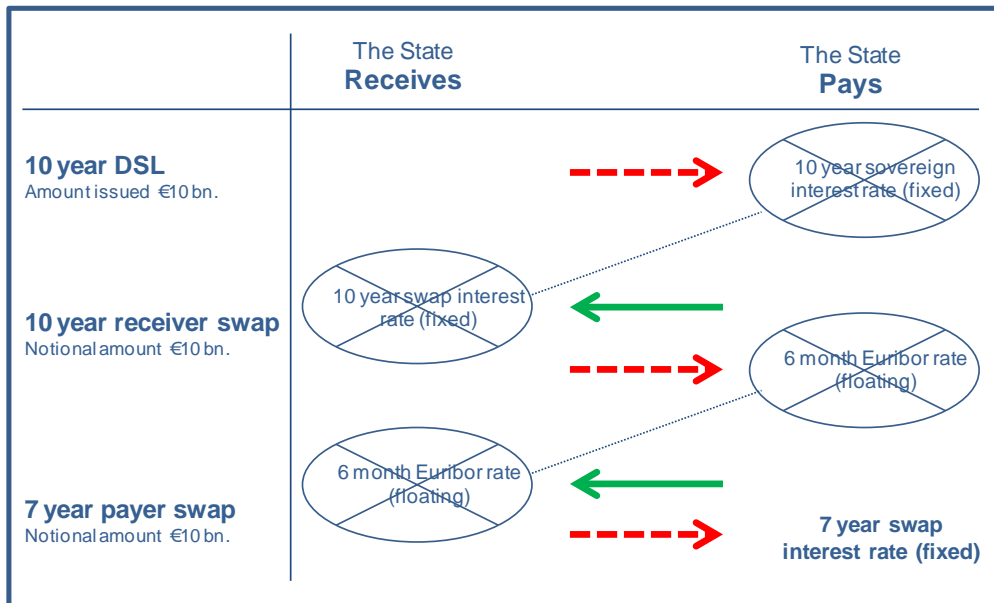 The State
Receives
The State
Pays
10 year DSL
Amount issued €10 bn.
10 year sovereign
interest rate (fixed)
10 year swap interest
rate (fixed)
10 year receiver swap
Notional amount €10 bn.
6 month Euribor rate
(floating)
6 month Euribor rate
(floating)
7 year payer swap
Notional amount €10 bn.
7 year swap
interest rate (fixed)